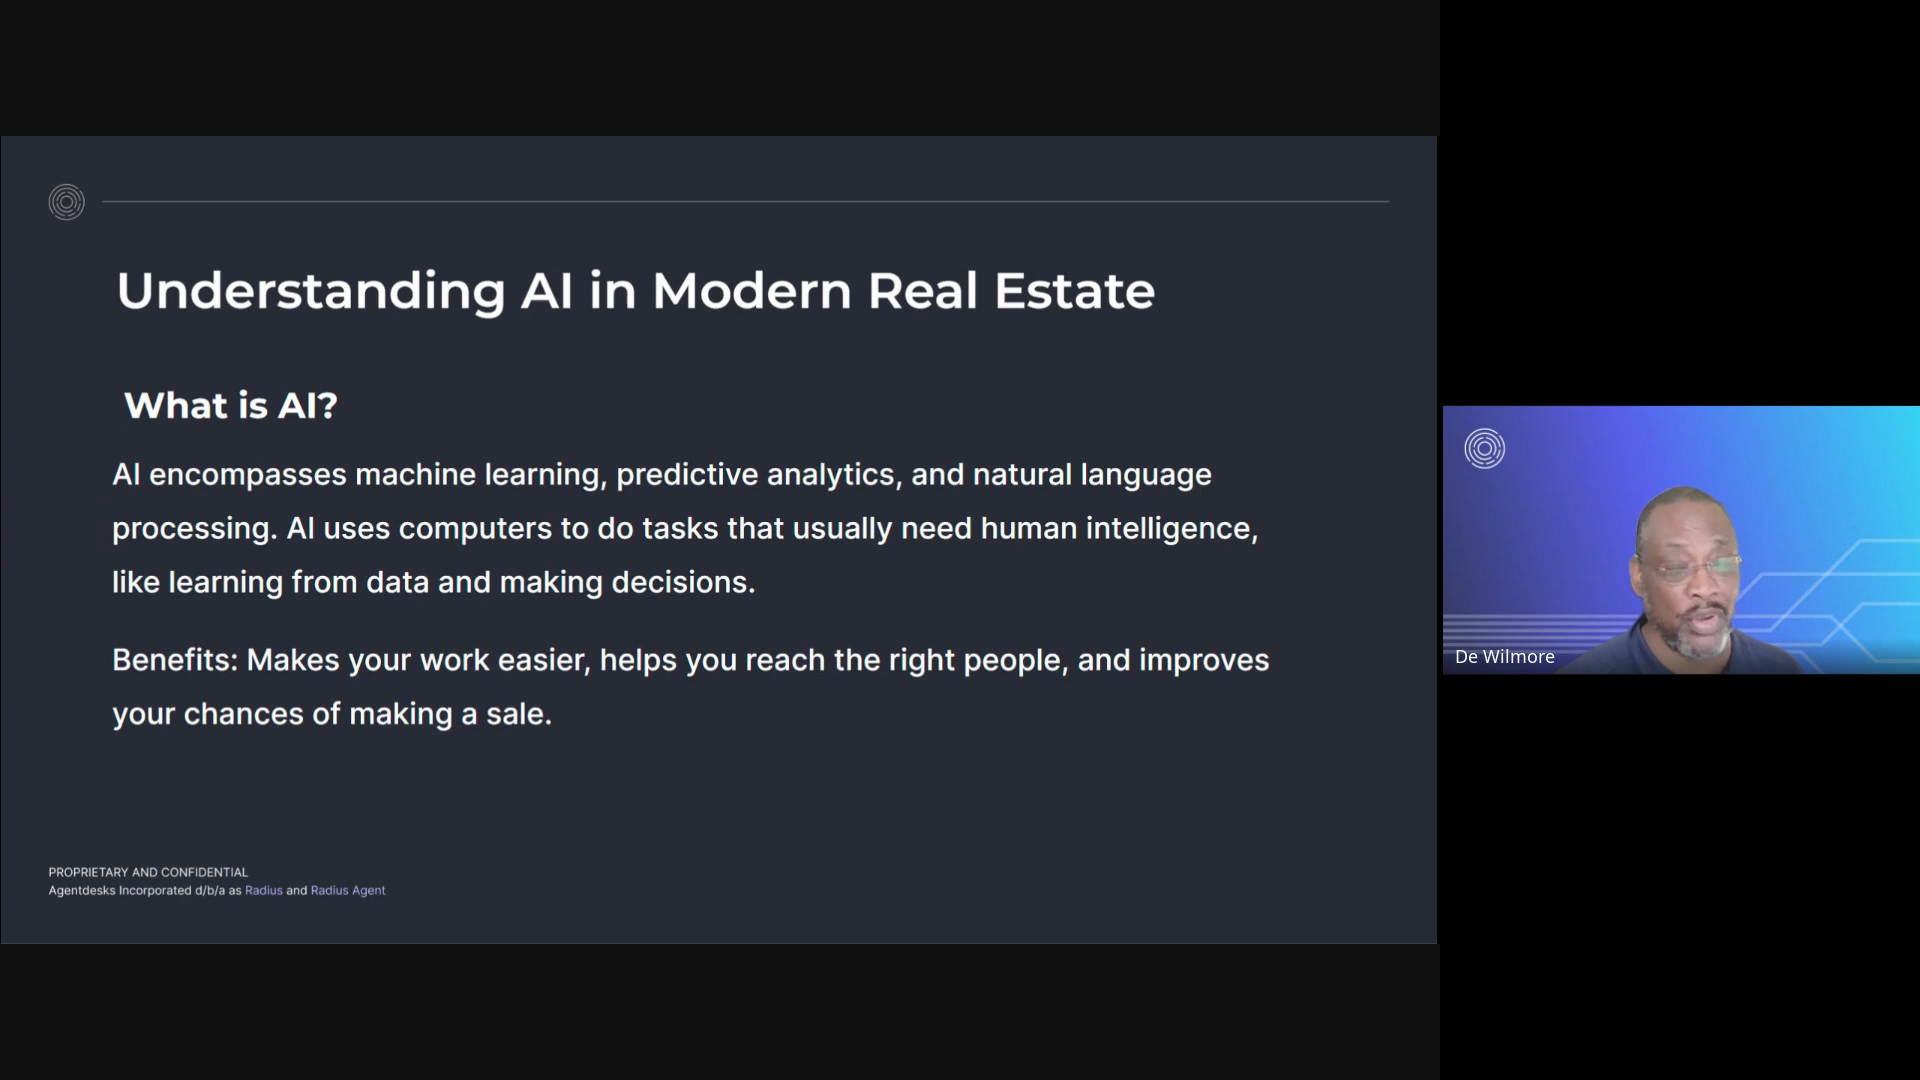 Understanding AI in Modern Real Estate
What is AI?
AI encompasses machine learning, predictive analytics, and natural language
processing. AI uses computers to do tasks that usually need human intelligence,
like learning from data and making decisions.
Benefits: Makes your work easier, helps you reach the right people, and improves
your chances of making a sale.
PROPRIETARY AND CONFIDENTIAL
Agentdesks Incorporated d/b/a as Radius and Radius Agent
De Wilmore